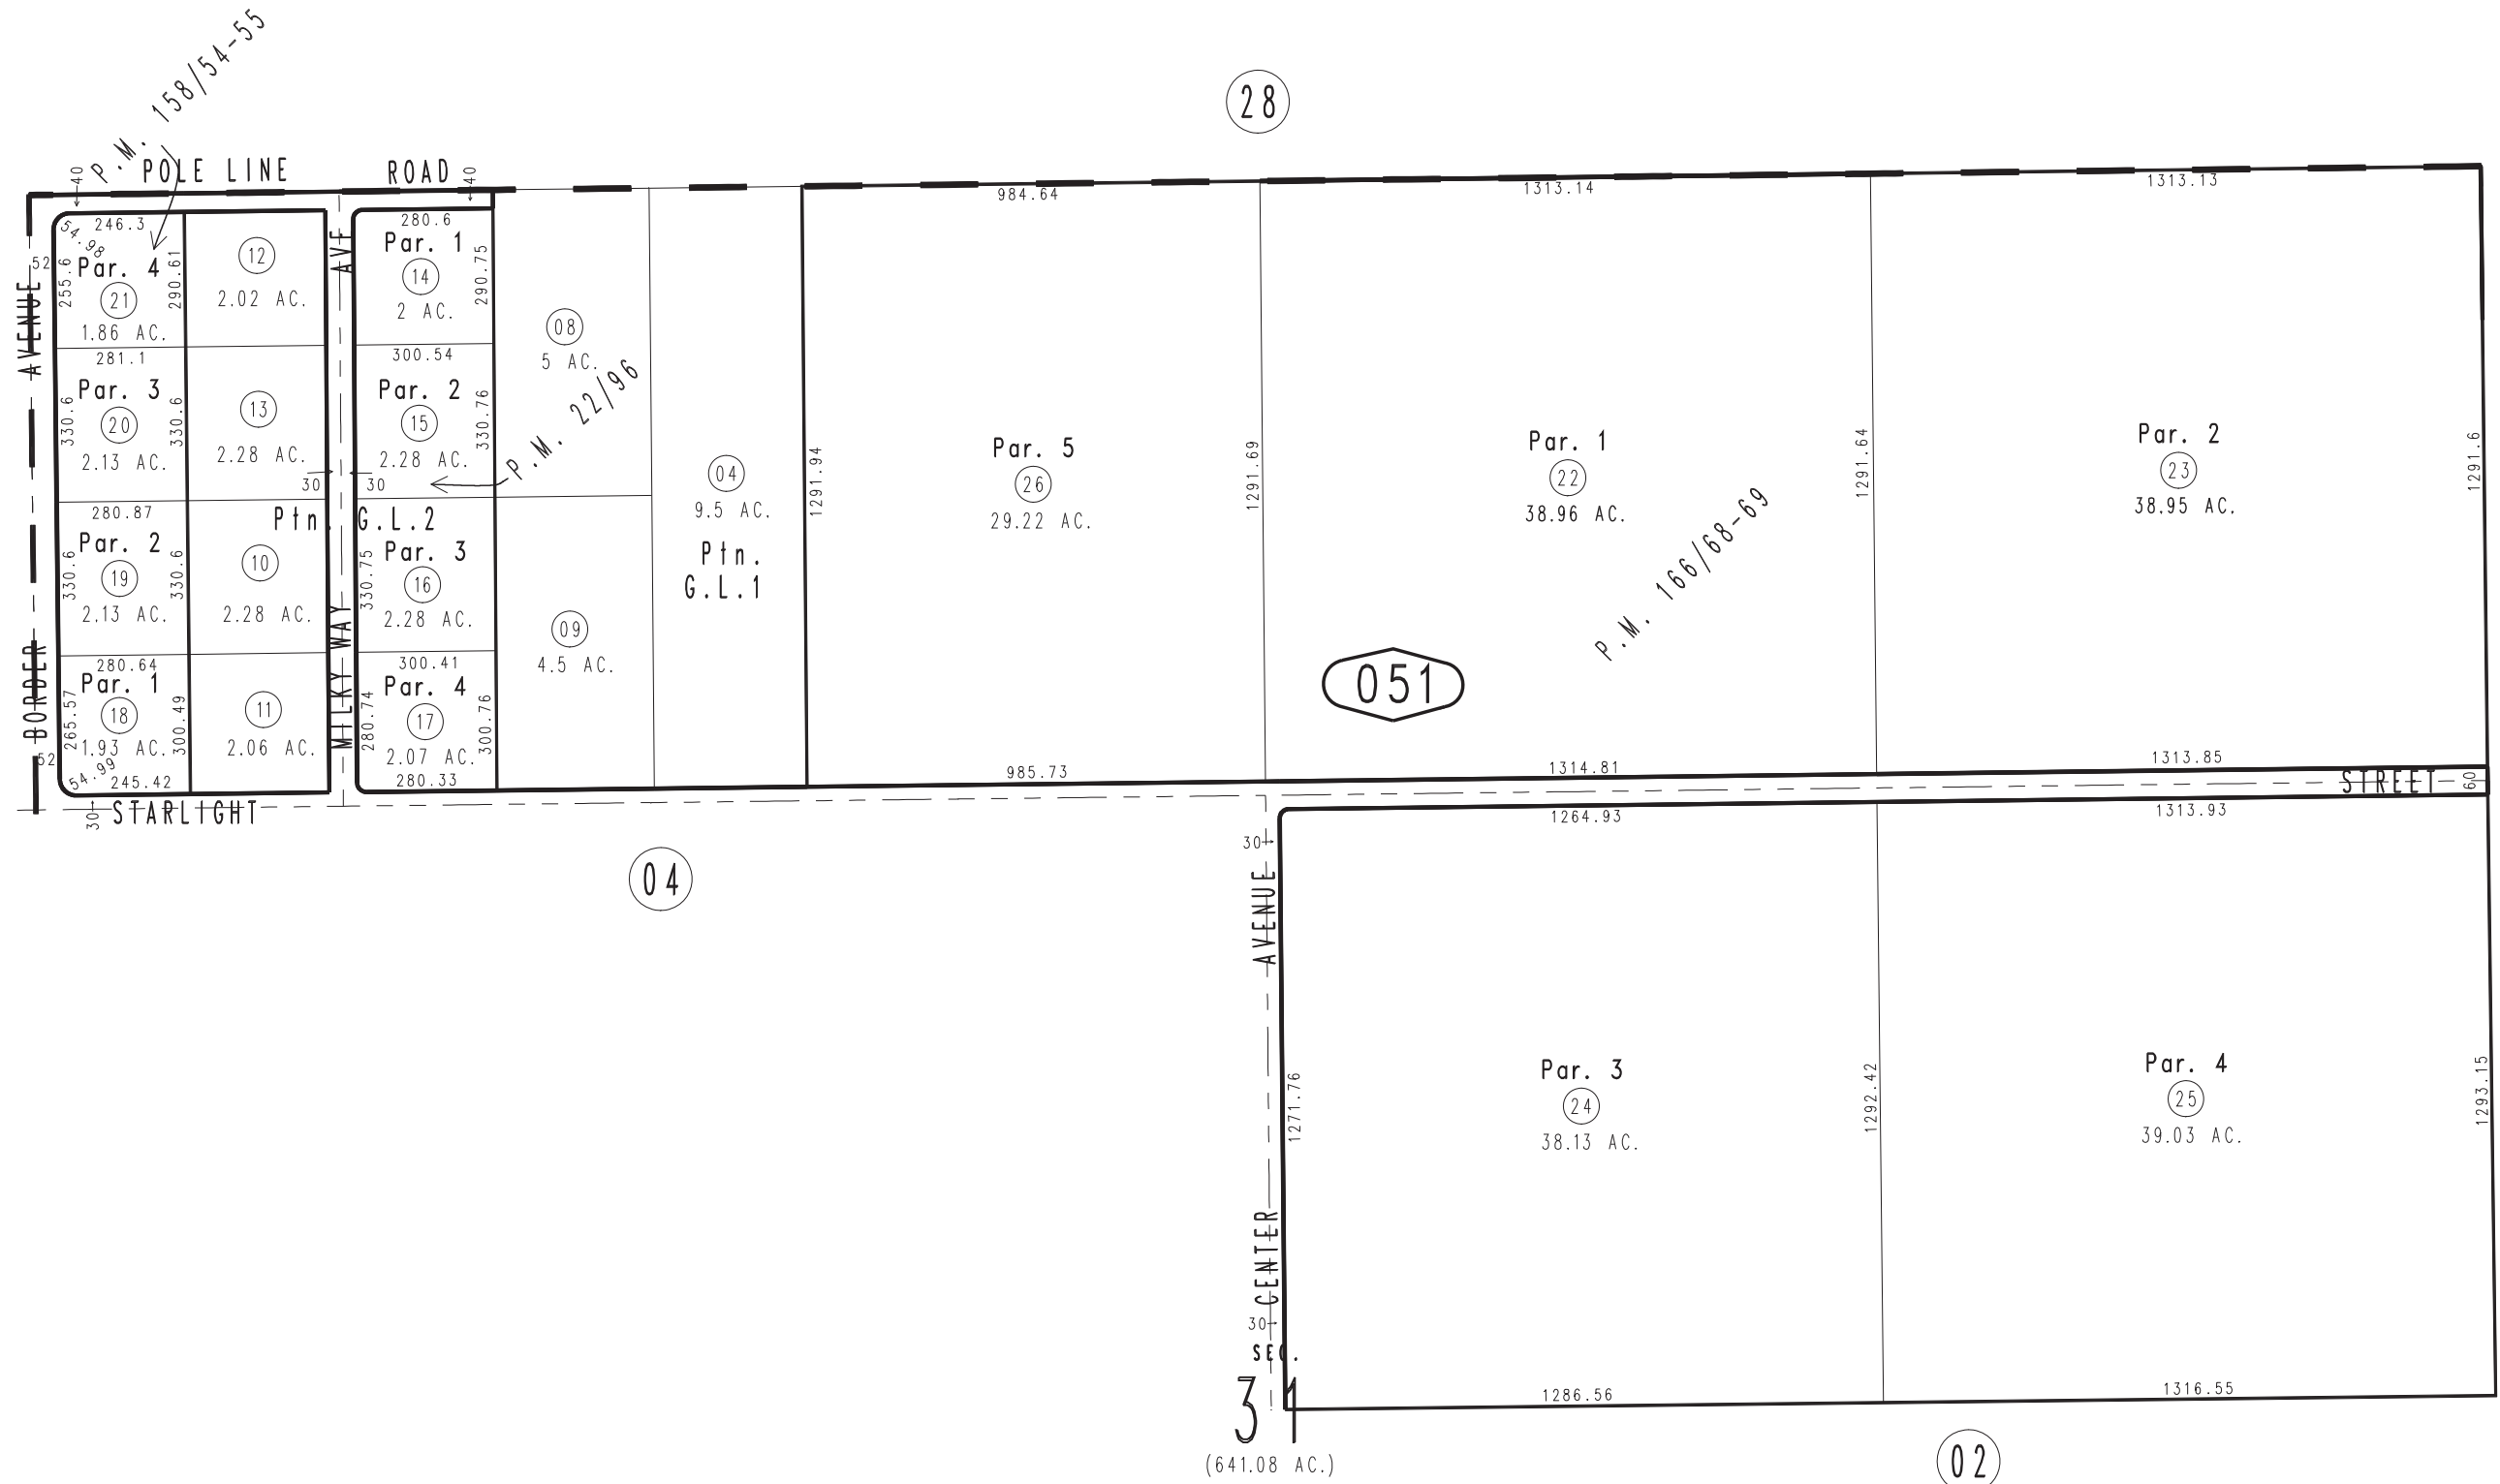 P.M. 158/54-55
28
POLE LINE ROAD
40
40
984.64
1313.14
1313.13
246.3
54.98
52
255.6
290.61
Par. 4
21
1.86 AC.
12
2.02 AC.
280.6
Par. 1
14
2 AC.
290.75
08
5 AC.
281.1
Par. 3
20
2.13 AC.
330.6
330.6
13
2.28 AC.
300.54
Par. 2
15
2.28 AC.
330.76
P.M. 22/96
30
30
04
9.5 AC.
Ptn.
G.L.1
1291.94
Par. 5
26
29.22 AC.
1291.69
Par. 1
22
38.96 AC.
1291.64
Par. 2
23
38.95 AC.
1291.6
P.M. 166/68-69
280.87
Ptn. G.L.2
Par. 2
19
2.13 AC.
330.6
330.6
10
2.28 AC.
Par. 3
16
2.28 AC.
330.75
09
4.5 AC.
280.64
Par. 1
18
1.93 AC.
265.57
300.49
52
54.99
245.42
11
2.06 AC.
300.41
Par. 4
17
2.07 AC.
280.74
300.76
280.33
BORDER AVENUE
MILKY WAY AVE
051
985.73
1314.81
1313.85
30
STARLIGHT STREET
60
04
1264.93
1313.93
30
CENTER AVENUE
1271.76
Par. 3
24
38.13 AC.
1292.42
Par. 4
25
39.03 AC.
1293.15
30
SEC.
31
(641.08 AC.)
1286.56
1316.55
02